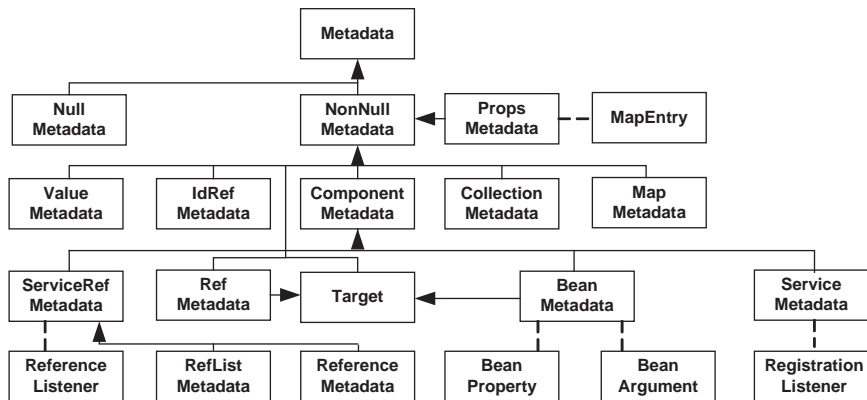 Metadata
Null
Metadata
NonNull
Metadata
Props
Metadata
MapEntry
Value
Metadata
IdRef
Metadata
Component
Metadata
Collection
Metadata
Map
Metadata
ServiceRef
Metadata
Ref
Metadata
Target
Bean
Metadata
Service
Metadata
Reference
Listener
RefList
Metadata
Reference
Metadata
Bean
Property
Bean
Argument
Registration
Listener